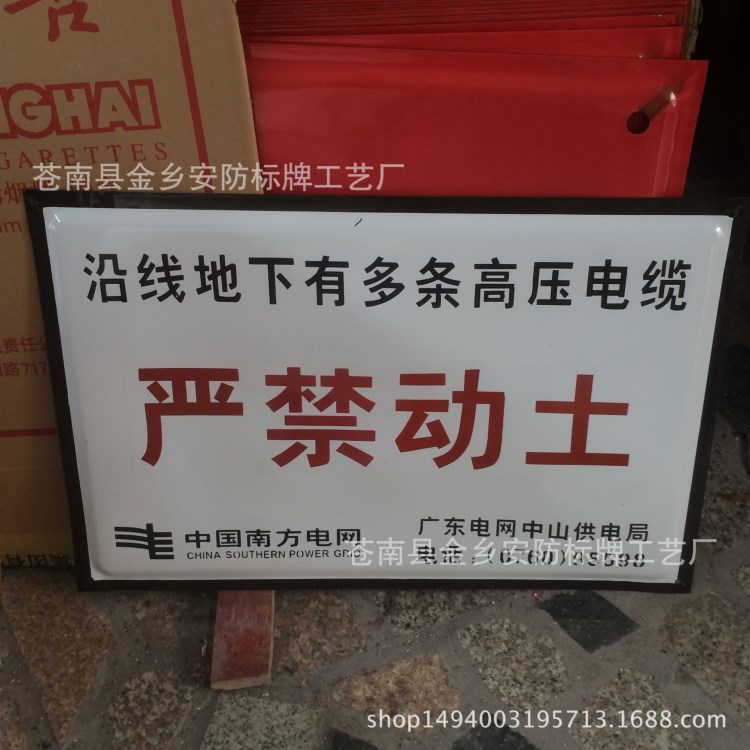 NGHAI
GARETTES
苍南县金乡安防标牌工艺厂
沿线地下有多条高压电缆
严禁动土
中国南方电网
CHINA SOUTHERN POWER GRID
广东电网中山供电局
苍南县金乡安防标牌工艺厂
shop1494003195713.1688.com